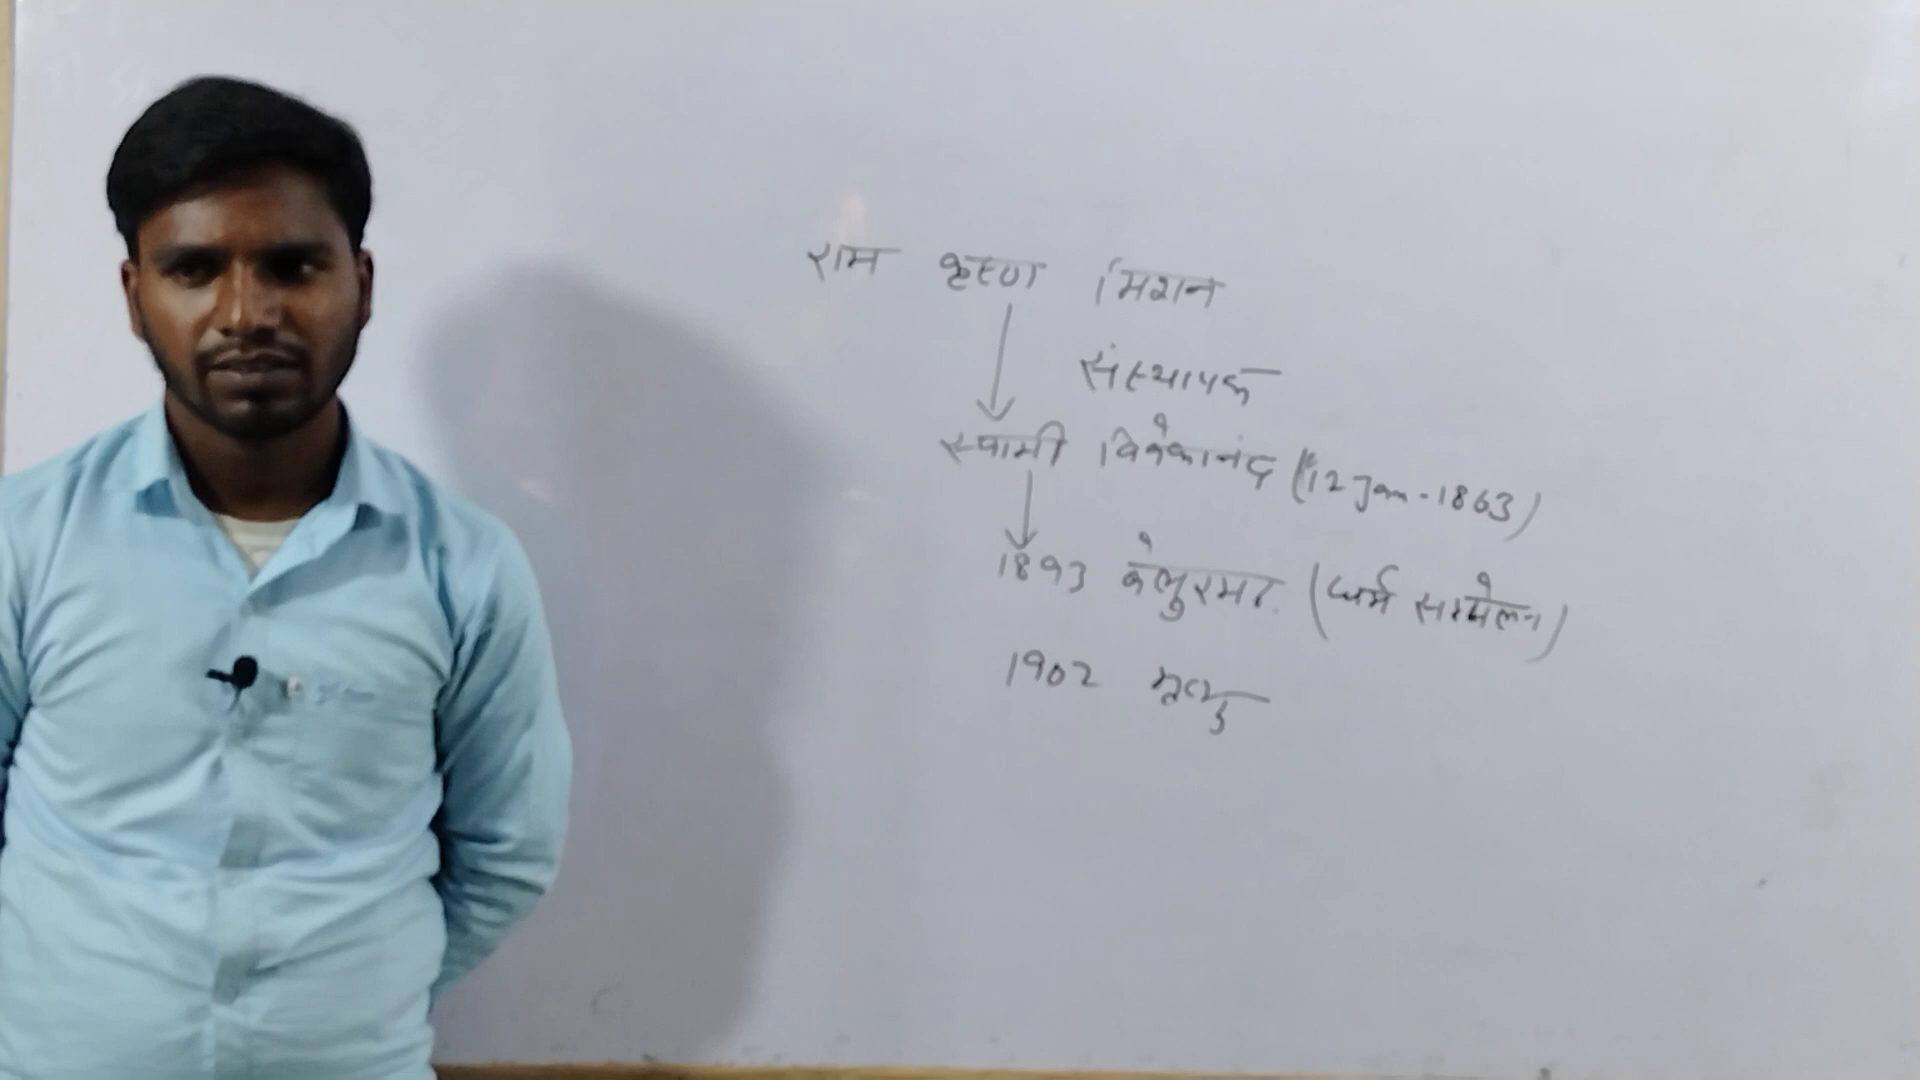 राम कृष्ण मिशन
संस्थापक
स्वामी विवेकानंद (12 Jan - 1863)
1893 वेलुरमठ (धर्म सम्मेलन)
1902 मृत्यु